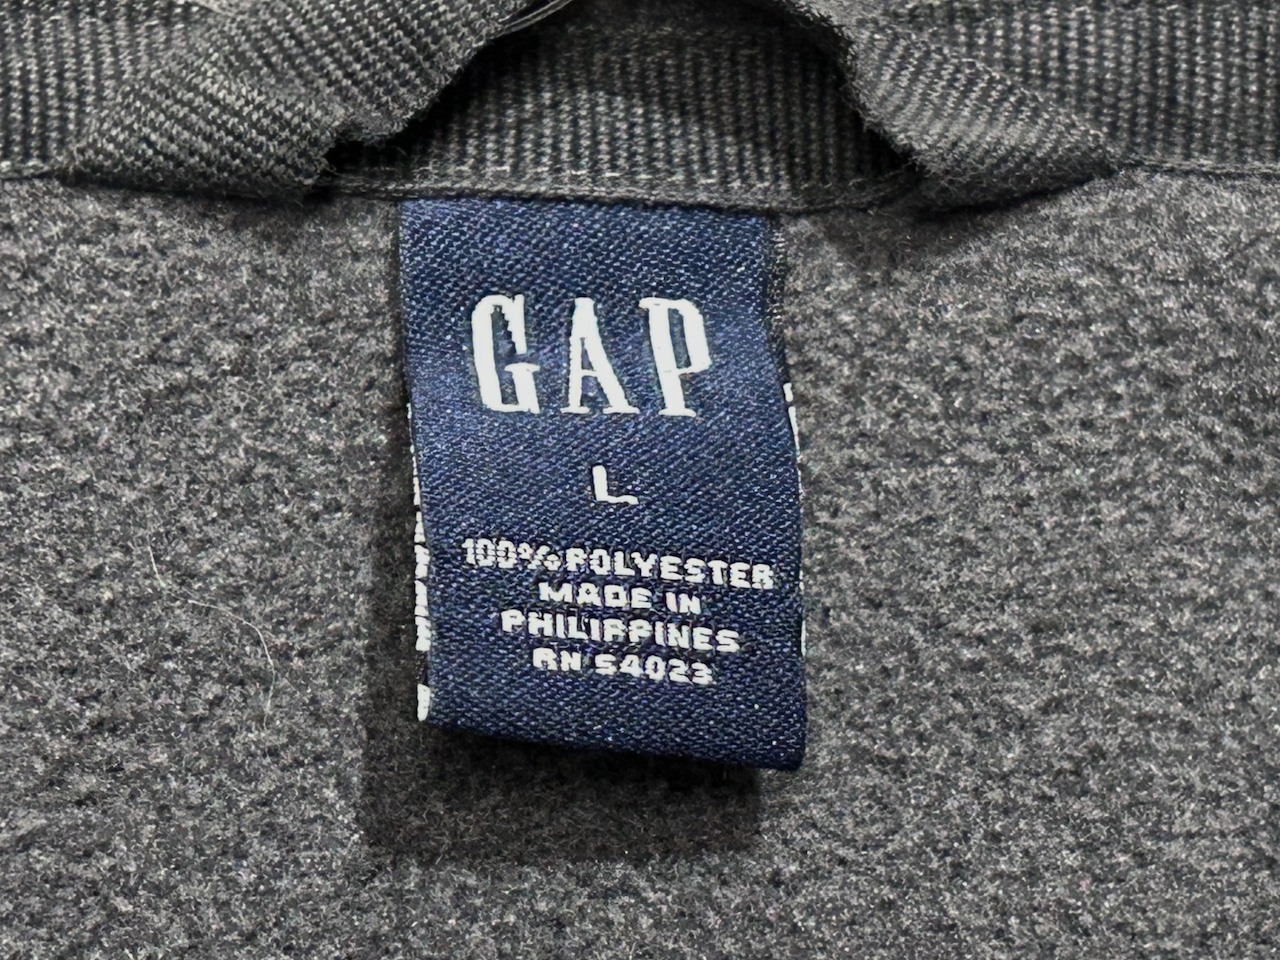 GAP
L
100% POLYESTER
MADE IN
PHILIPPINES
RN 54023